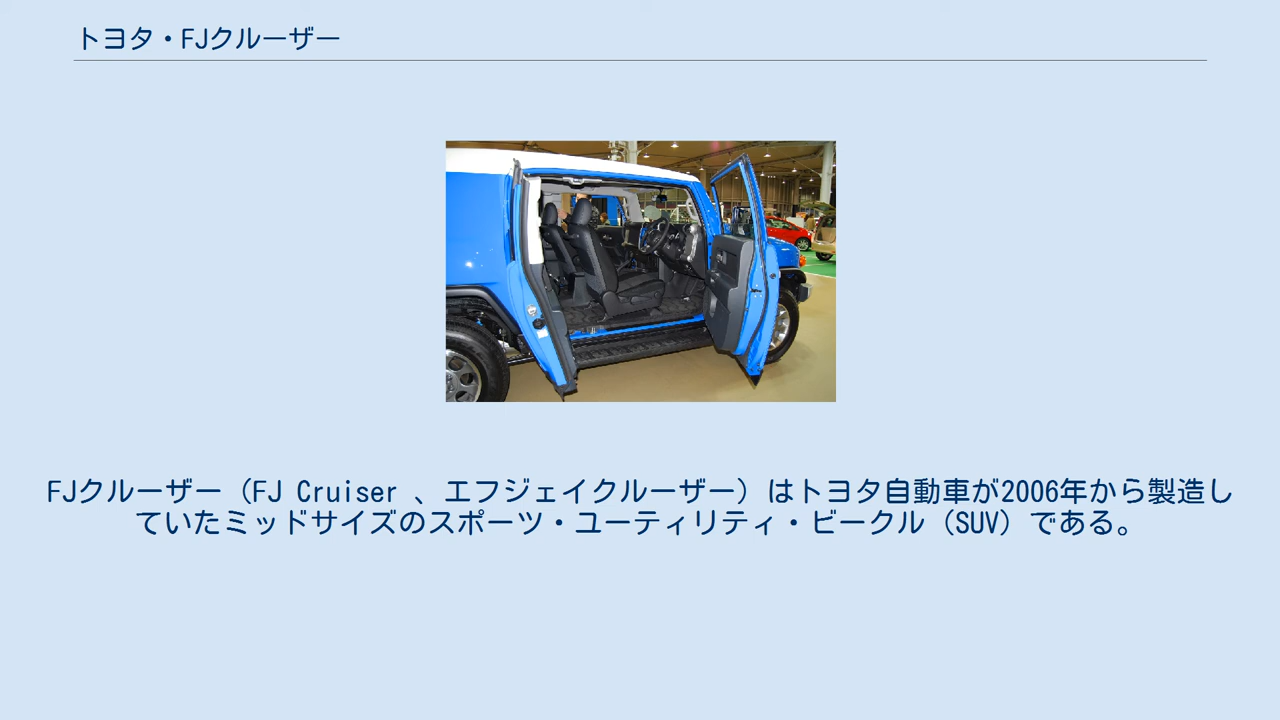 トヨタ・FJクルーザー
FJクルーザー（FJ Cruiser 、エフジェイクルーザー）はトヨタ自動車が2006年から製造し
ていたミッドサイズのスポーツ・ユーティリティ・ビークル（SUV）である。